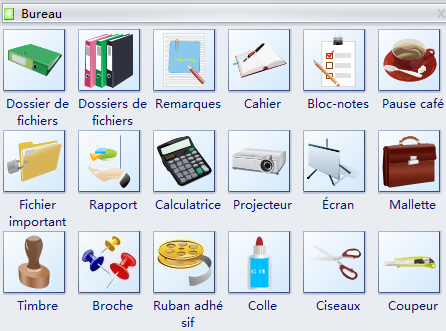 Bureau
Dossier de
fichiers
Dossiers de
fichiers
Remarques
Cahier
Bloc-notes
Pause café
Fichier
important
Rapport
Calculatrice
Projecteur
Écran
Mallette
Timbre
Broche
Ruban adhé
sif
Colle
Ciseaux
Coupeur